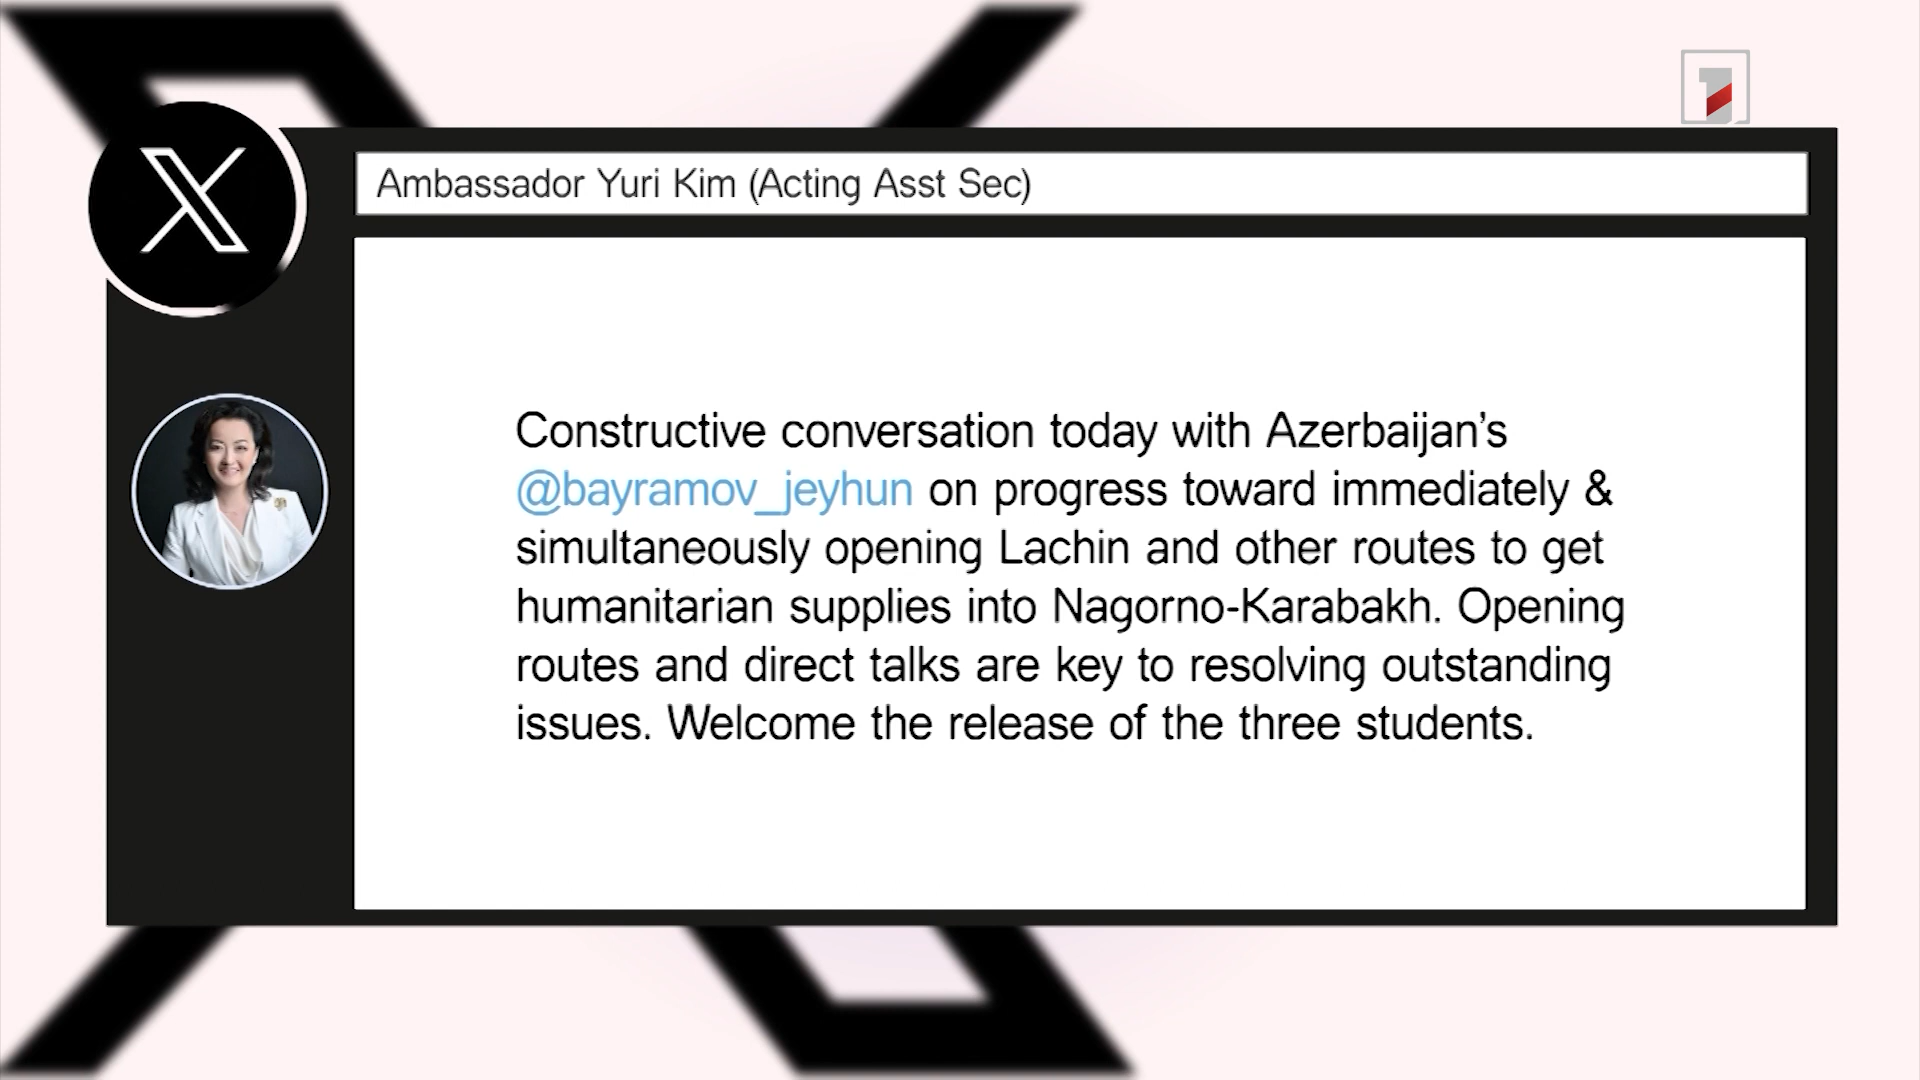 Ambassador Yuri Kim (Acting Asst Sec)
Constructive conversation today with Azerbaijan’s
@bayramov_jeyhun on progress toward immediately &
simultaneously opening Lachin and other routes to get
humanitarian supplies into Nagorno-Karabakh. Opening
routes and direct talks are key to resolving outstanding
issues. Welcome the release of the three students.